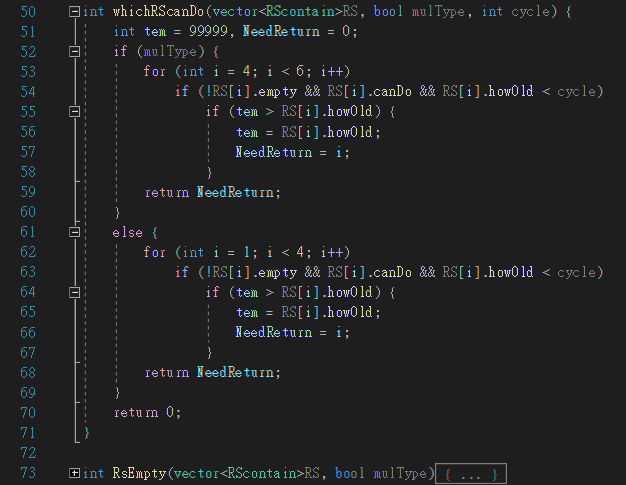 50 int whichRScanDo(vector<RScontain>RS, bool mulType, int cycle) {
51 int tem = 99999, NeedReturn = 0;
52 if (mulType) {
53 for (int i = 4; i < 6; i++)
54 if (!RS[i].empty && RS[i].canDo && RS[i].howOld < cycle)
55 if (tem > RS[i].howOld) {
56 tem = RS[i].howOld;
57 NeedReturn = i;
58 }
59 return NeedReturn;
60 }
61 else {
62 for (int i = 1; i < 4; i++)
63 if (!RS[i].empty && RS[i].canDo && RS[i].howOld < cycle)
64 if (tem > RS[i].howOld) {
65 tem = RS[i].howOld;
66 NeedReturn = i;
67 }
68 return NeedReturn;
69 }
70 return 0;
71 }
72
73 int RsEmpty(vector<RScontain>RS, bool mulType) { ... }